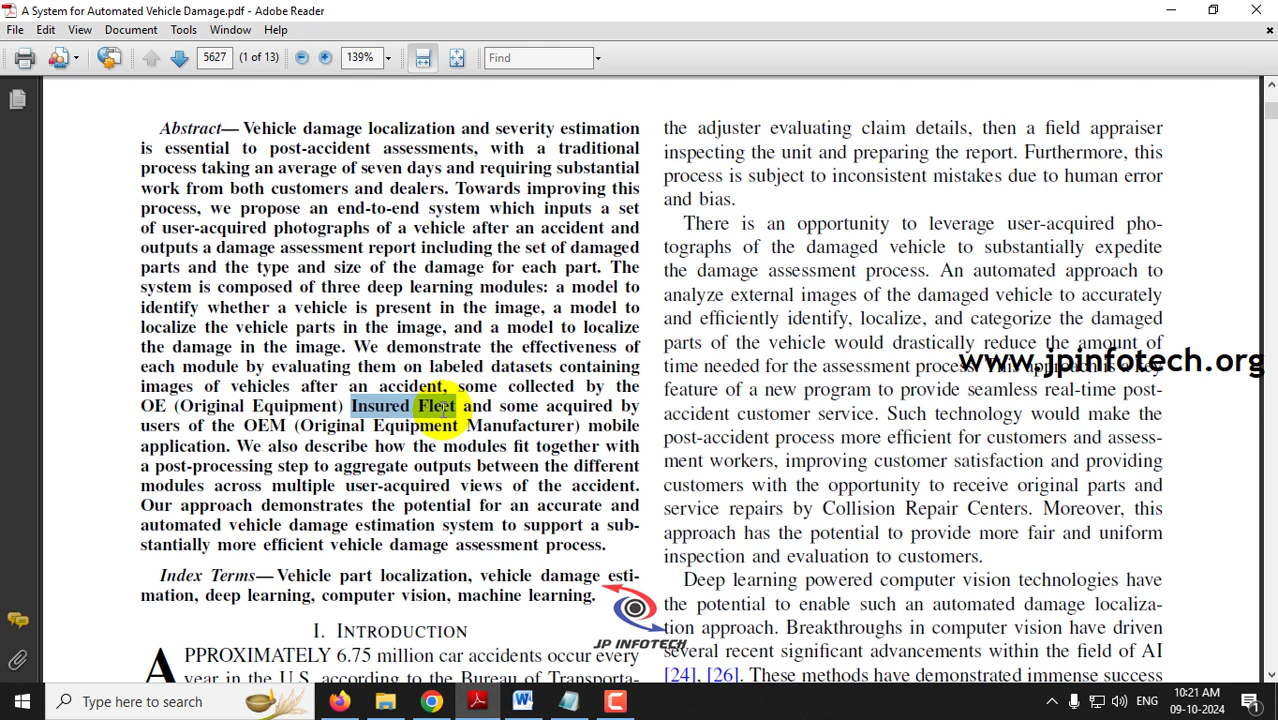 A System for Automated Vehicle Damage.pdf - Adobe Reader
File Edit View Document Tools Window Help
5627 (1 of 13) 139% Find
Abstract— Vehicle damage localization and severity estimation
is essential to post-accident assessments, with a traditional
process taking an average of seven days and requiring substantial
work from both customers and dealers. Towards improving this
process, we propose an end-to-end system which inputs a set
of user-acquired photographs of a vehicle after an accident and
outputs a damage assessment report including the set of damaged
parts and the type and size of the damage for each part. The
system is composed of three deep learning modules: a model to
identify whether a vehicle is present in the image, a model to
localize the vehicle parts in the image, and a model to localize
the damage in the image. We demonstrate the effectiveness of
each module by evaluating them on labeled datasets containing
images of vehicles after an accident, some collected by the
OE (Original Equipment) Insured Fleet and some acquired by
users of the OEM (Original Equipment Manufacturer) mobile
application. We also describe how the modules fit together with
a post-processing step to aggregate outputs between the different
modules across multiple user-acquired views of the accident.
Our approach demonstrates the potential for an accurate and
automated vehicle damage estimation system to support a sub-
stantially more efficient vehicle damage assessment process.
Index Terms— Vehicle part localization, vehicle damage esti-
mation, deep learning, computer vision, machine learning.
I. INTRODUCTION
APPROXIMATELY 6.75 million car accidents occur every
year in the U.S. according to the Bureau of Transporta-
the adjuster evaluating claim details, then a field appraiser
inspecting the unit and preparing the report. Furthermore, this
process is subject to inconsistent mistakes due to human error
and bias.
There is an opportunity to leverage user-acquired pho-
tographs of the damaged vehicle to substantially expedite
the damage assessment process. An automated approach to
analyze external images of the damaged vehicle to accurately
and efficiently identify, localize, and categorize the damaged
parts of the vehicle would drastically reduce the amount of
time needed for the assessment process. This approach is a key
feature of a new program to provide seamless real-time post-
accident customer service. Such technology would make the
post-accident process more efficient for customers and assess-
ment workers, improving customer satisfaction and providing
customers with the opportunity to receive original parts and
service repairs by Collision Repair Centers. Moreover, this
approach has the potential to provide more fair and uniform
inspection and evaluation to customers.
Deep learning powered computer vision technologies have
the potential to enable such an automated damage localiza-
tion approach. Breakthroughs in computer vision have driven
several recent significant advancements within the field of AI
[24], [26]. These methods have demonstrated immense success
www.jpinfotech.org
JP INFOTECH
Type here to search
ENG
10:21 AM
09-10-2024
1